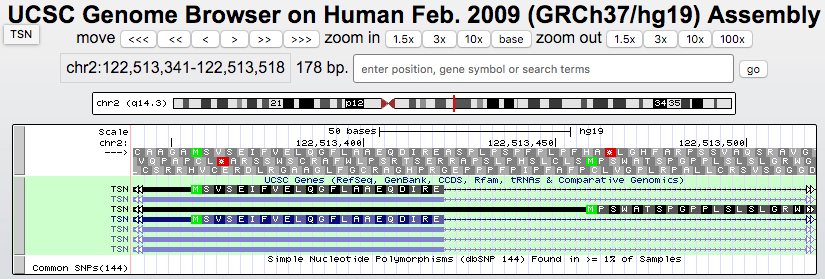 UCSC Genome Browser on Human Feb. 2009 (GRCh37/hg19) Assembly
TSN
move <<< << < > >> >>> zoom in 1.5x 3x 10x base zoom out 1.5x 3x 10x 100x
chr2:122,513,341-122,513,518 178 bp. enter position, gene symbol or search terms go
chr2 (q14.3) 21 p12 34 35
Scale 50 bases hg19
chr2: 122,513,400 122,513,450 122,513,500
--->
UCSC Genes (RefSeq, GenBank, CCDS, Rfam, tRNAs & Comparative Genomics)
TSN M S V S E I F V E L Q G F L A A E Q D I R E
TSN
TSN M P S W A T S P G P P L S L S L G R W
TSN M S V S E I F V E L Q G F L A A E Q D I R E
TSN
TSN
Simple Nucleotide Polymorphisms (dbSNP 144) Found in >= 1% of Samples
Common SNPs(144)